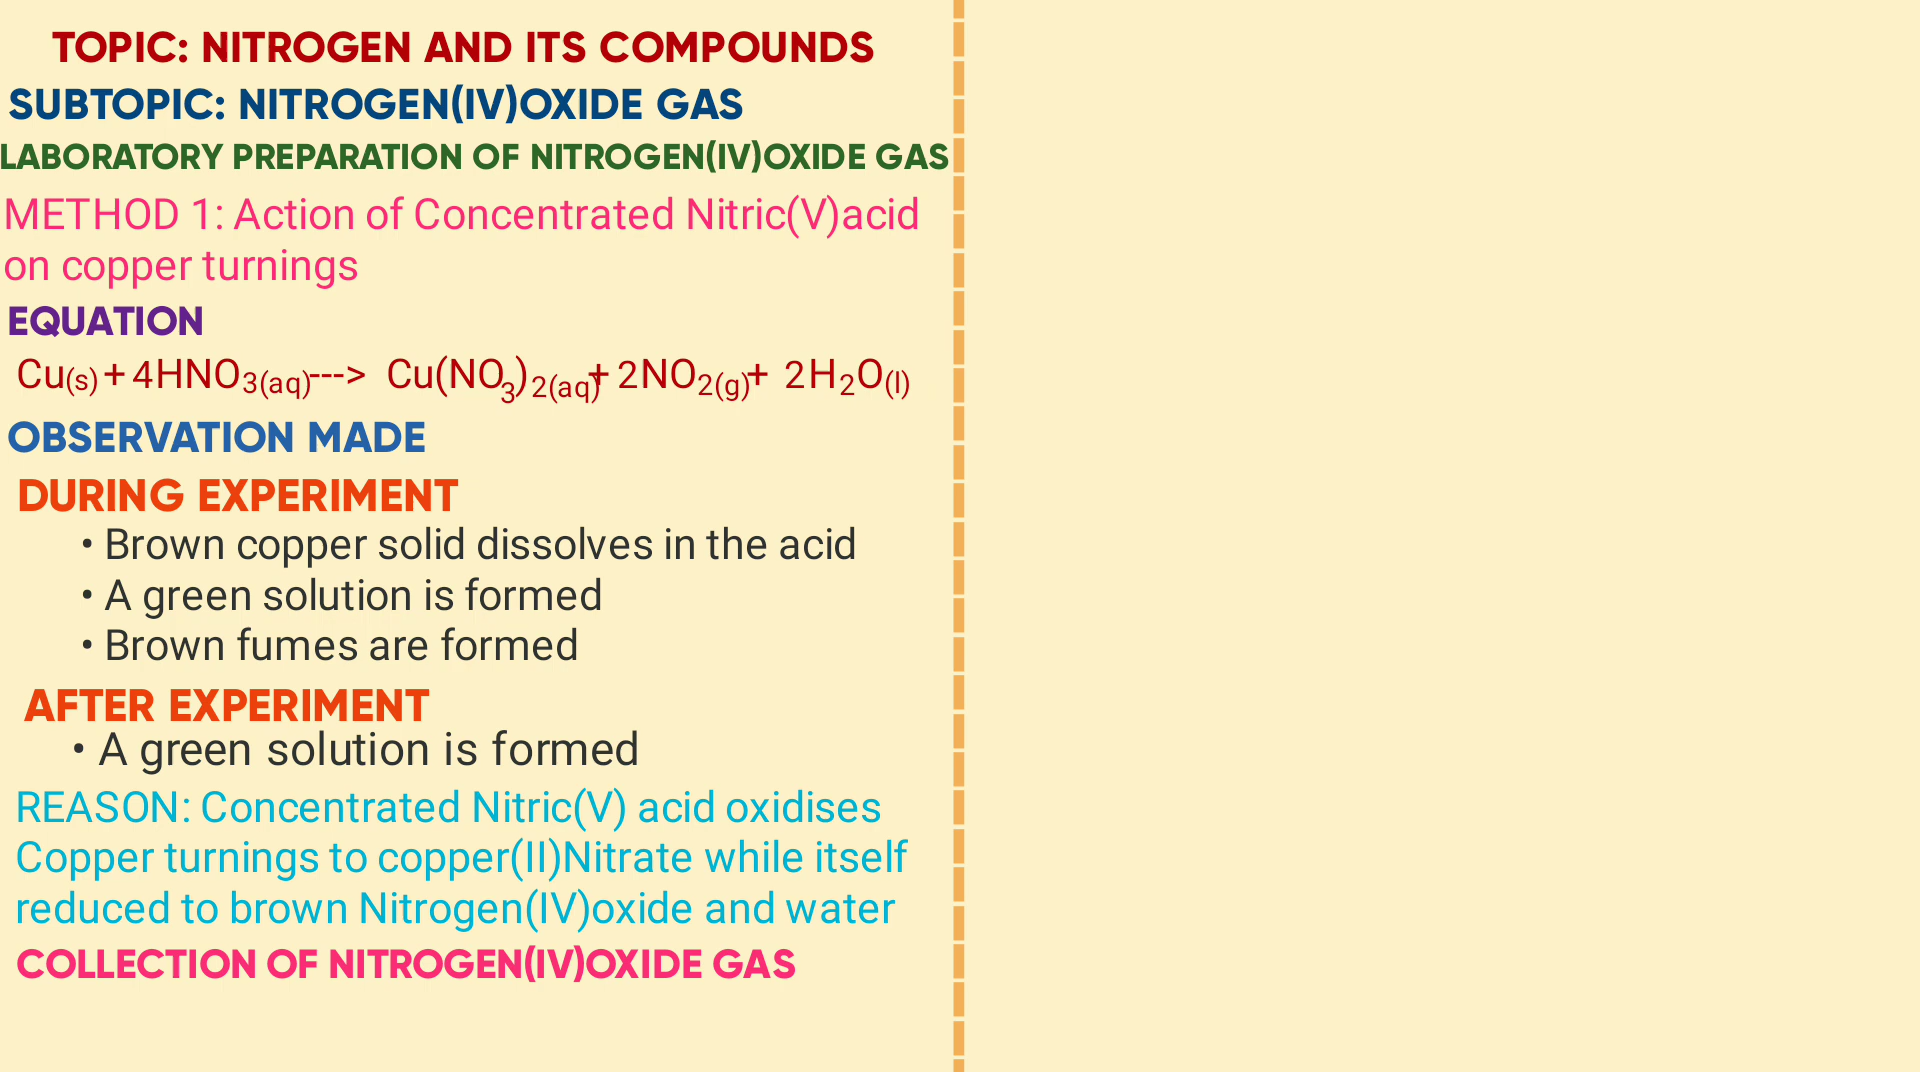 TOPIC: NITROGEN AND ITS COMPOUNDS
SUBTOPIC: NITROGEN(IV)OXIDE GAS
LABORATORY PREPARATION OF NITROGEN(IV)OXIDE GAS
METHOD 1: Action of Concentrated Nitric(V)acid
on copper turnings
EQUATION
Cu(s) + 4HNO3(aq)---> Cu(NO3)2(aq)+ 2NO2(g)+ 2H2O(l)
OBSERVATION MADE
DURING EXPERIMENT
• Brown copper solid dissolves in the acid
• A green solution is formed
• Brown fumes are formed
AFTER EXPERIMENT
• A green solution is formed
REASON: Concentrated Nitric(V) acid oxidises
Copper turnings to copper(II)Nitrate while itself
reduced to brown Nitrogen(IV)oxide and water
COLLECTION OF NITROGEN(IV)OXIDE GAS